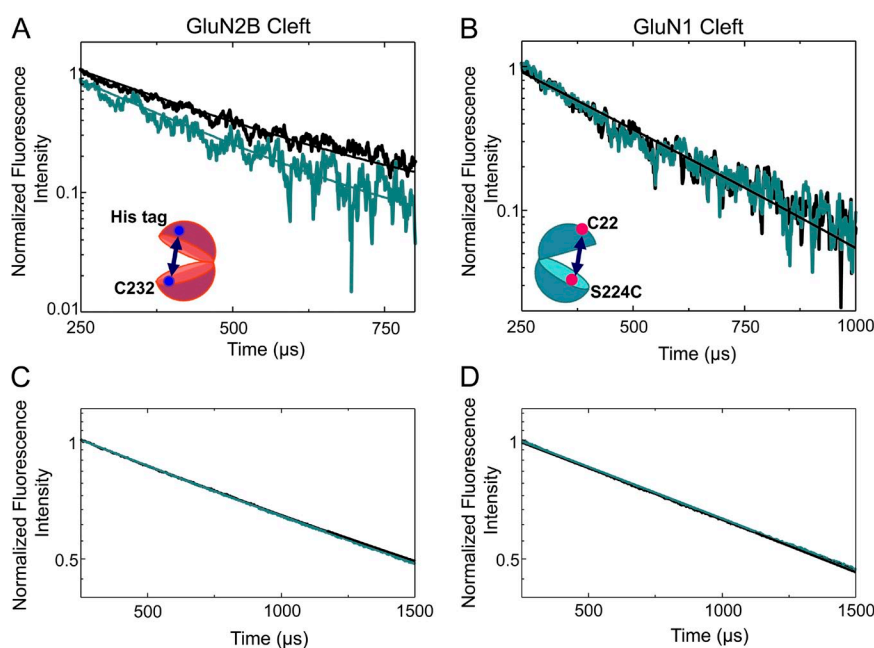 A
GluN2B Cleft
Normalized Fluorescence
Intensity
1
0.1
0.01
His tag
C232
250
500
750
Time (µs)
B
GluN1 Cleft
Normalized Fluorescence
Intensity
1
0.1
C22
S224C
250
500
750
1000
Time (µs)
C
Normalized Fluorescence
Intensity
1
0.5
500
1000
1500
Time (µs)
D
Normalized Fluorescence
Intensity
1
0.5
500
1000
1500
Time (µs)